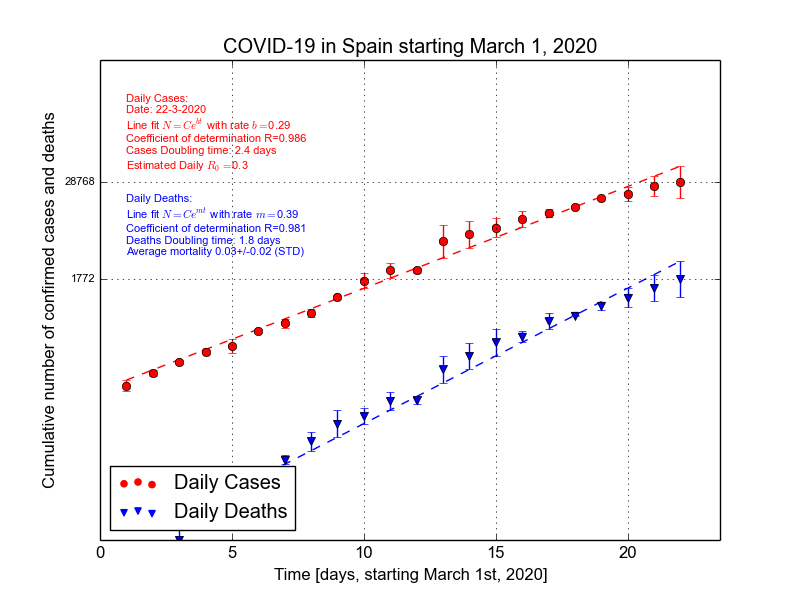 COVID-19 in Spain starting March 1, 2020
Cumulative number of confirmed cases and deaths
Daily Cases:
Date: 22-3-2020
Line fit N = Ce^{bt} with rate b = 0.29
Coefficient of determination R=0.986
Cases Doubling time: 2.4 days
Estimated Daily R_0 = 0.3
28768
Daily Deaths:
Line fit N = Ce^{mt} with rate m = 0.39
Coefficient of determination R=0.981
Deaths Doubling time: 1.8 days
Average mortality 0.03+/-0.02 (STD)
1772
Daily Cases
Daily Deaths
0 5 10 15 20
Time [days, starting March 1st, 2020]